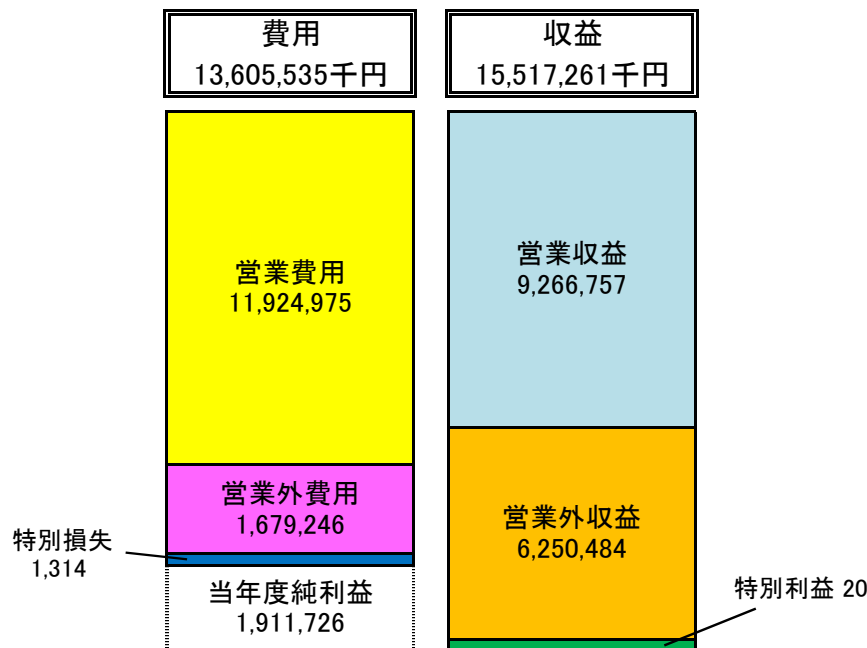 費用
13,605,535千円
収益
15,517,261千円
営業費用
11,924,975
営業収益
9,266,757
営業外費用
1,679,246
営業外収益
6,250,484
特別損失
1,314
当年度純利益
1,911,726
特別利益 20